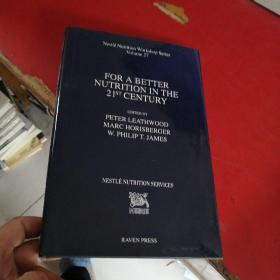 Nestlé Nutrition Workshop Series
Volume 27
FOR A BETTER
NUTRITION IN THE
21ST CENTURY
EDITED BY
PETER LEATHWOOD
MARC HORISBERGER
W. PHILIP T. JAMES
NESTLÉ NUTRITION SERVICES
RAVEN PRESS